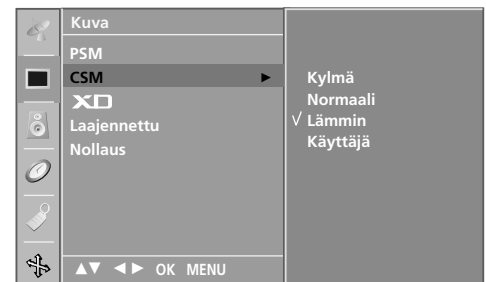 Kuva
PSM
CSM ►
XD
Laajennettu
Nollaus
▲▼ ◄► OK MENU
Kylmä
Normaali
√ Lämmin
Käyttäjä